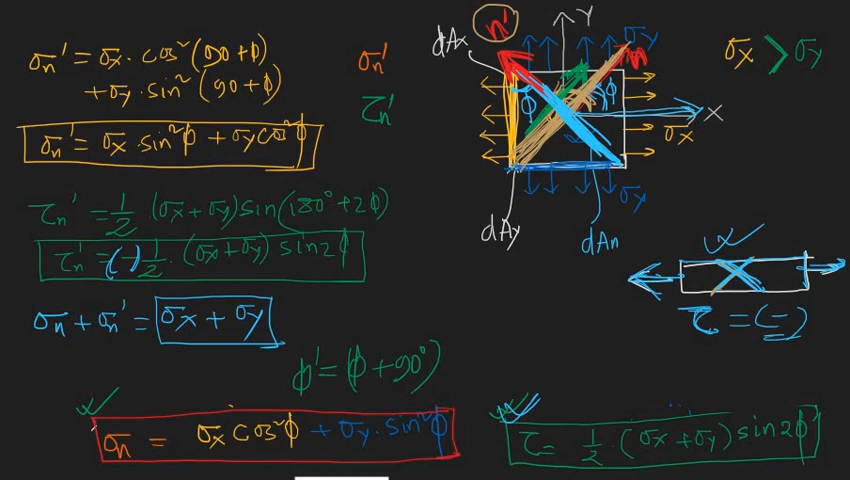 σn' = σx · cos²(90+ϕ)
+ σy · sin²(90+ϕ)
σn' = σx · sin²ϕ + σy cos²ϕ
τn' = 1/2 (σx+σy) sin(180°+2ϕ)
τn' = (-) 1/2 · (σx+σy) sin2ϕ
σn + σn' = σx + σy
ϕ' = (ϕ+90°)
σn = σx cos²ϕ + σy · sin²ϕ
σn'
τn'
n'
dAx
Y
σy
n
ϕ
ϕ
X
σx
σy
dAy
dAn
σx > σy
τ = (-)
τ = 1/2 · (σx+σy) sin2ϕ